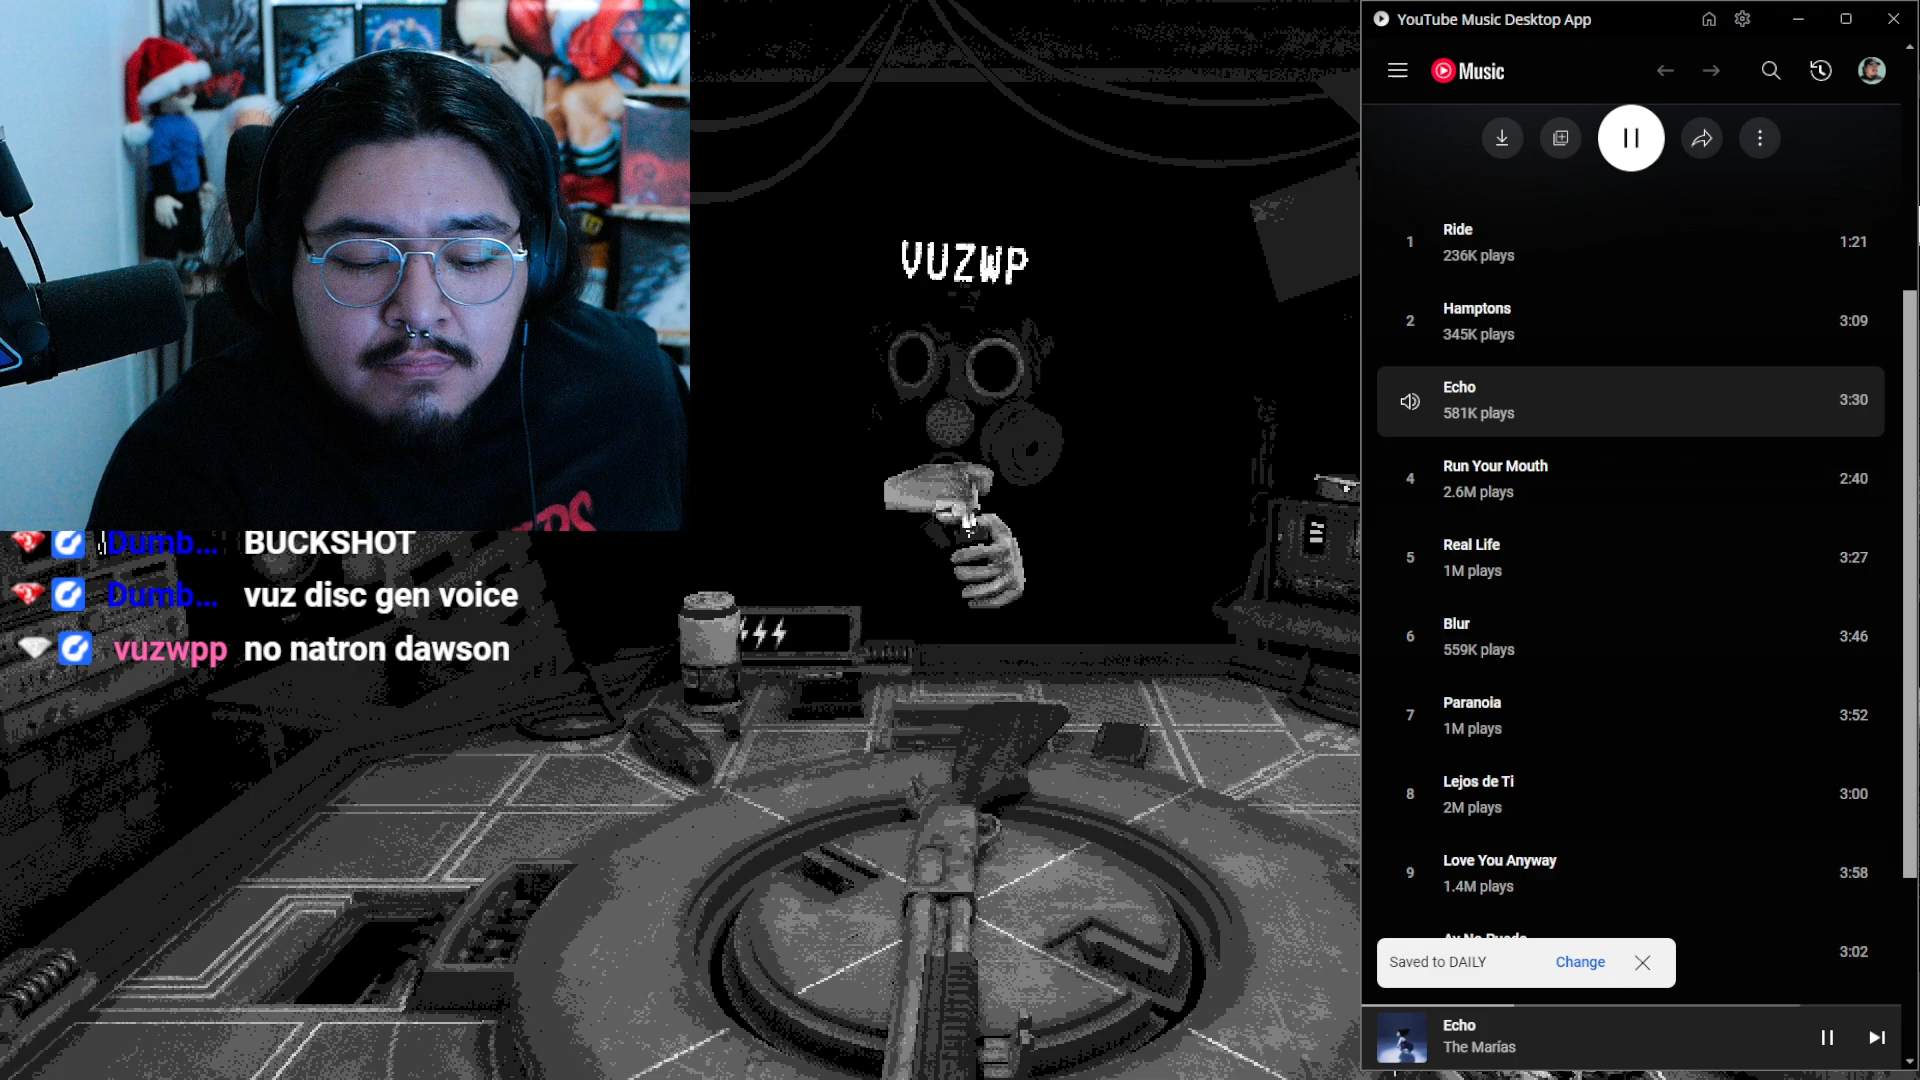 VUZWP
Dumb... BUCKSHOT
Dumb... vuz disc gen voice
vuzwpp no natron dawson
YouTube Music Desktop App
Music
1 Ride 1:21
236K plays
2 Hamptons 3:09
345K plays
Echo 3:30
581K plays
4 Run Your Mouth 2:40
2.6M plays
5 Real Life 3:27
1M plays
6 Blur 3:46
559K plays
7 Paranoia 3:52
1M plays
8 Lejos de Ti 3:00
2M plays
9 Love You Anyway 3:58
1.4M plays
3:02
Saved to DAILY Change
Echo
The Marías